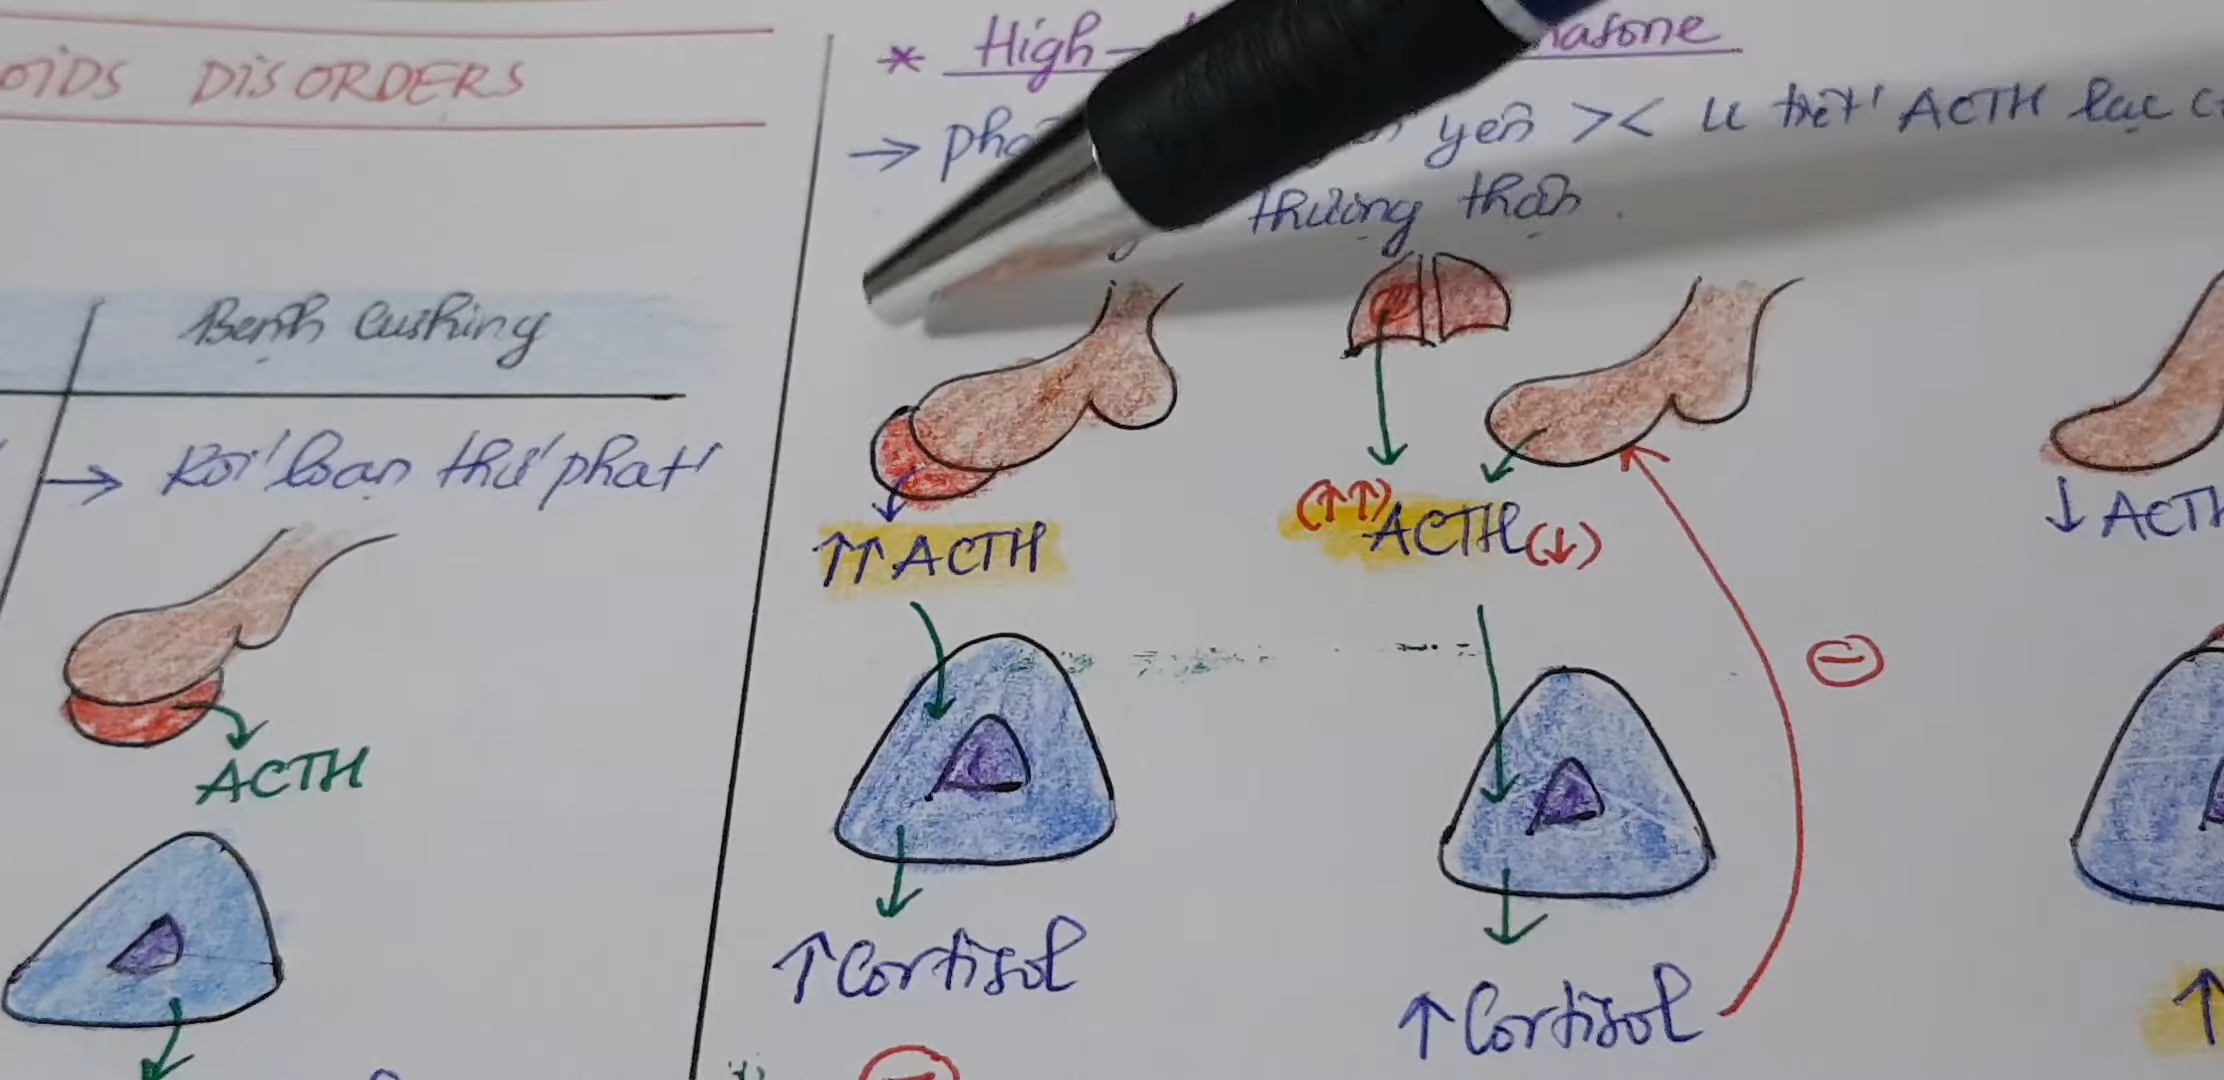 DISORDERS
Bệnh Cushing
→ Rối loạn thứ phát
ACTH
* High-
→ yên >< U tiết ACTH lạc
thượng thận.
↑↑ ACTH
↑ Cortisol
(↑↑) ACTH (↓)
⊖
↑ Cortisol
↓ ACTH
↑